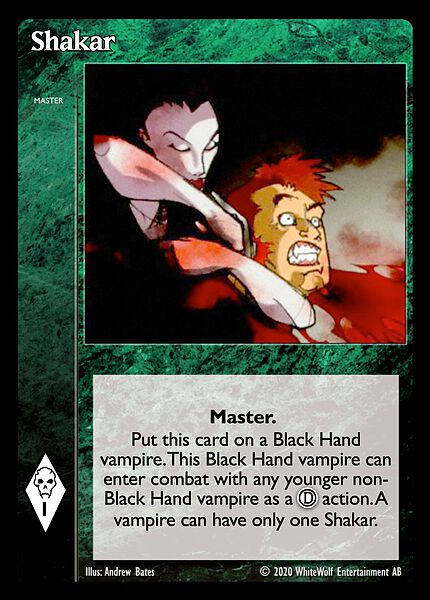 Shakar
MASTER
Master.
Put this card on a Black Hand
vampire.This Black Hand vampire can
enter combat with any younger non-
Black Hand vampire as a Ⓓ action.A
vampire can have only one Shakar.
I
Illus: Andrew Bates
© 2020 WhiteWolf Entertainment AB